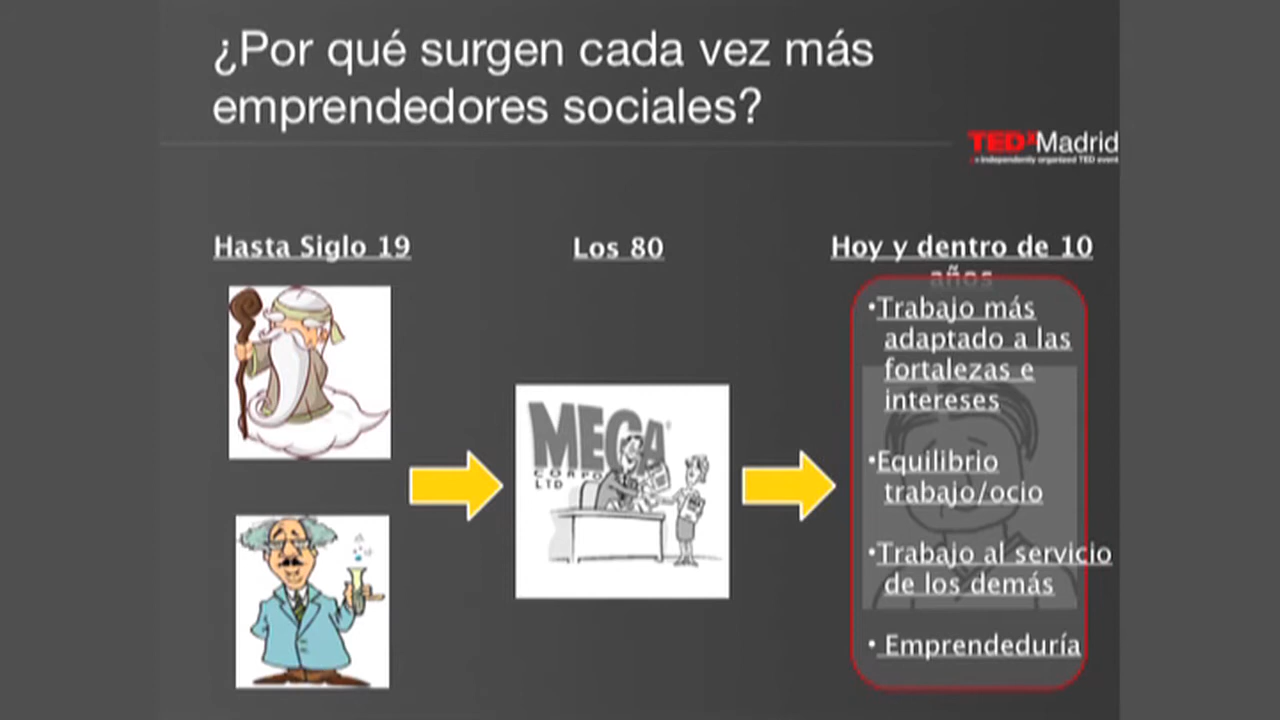 ¿Por qué surgen cada vez más
emprendedores sociales?
TEDxMadrid
x independently organized TED event
Hasta Siglo 19
Los 80
Hoy y dentro de 10
años
MEGA
CORPO
LTD
•Trabajo más
adaptado a las
fortalezas e
intereses
•Equilibrio
trabajo/ocio
•Trabajo al servicio
de los demás
• Emprendeduría